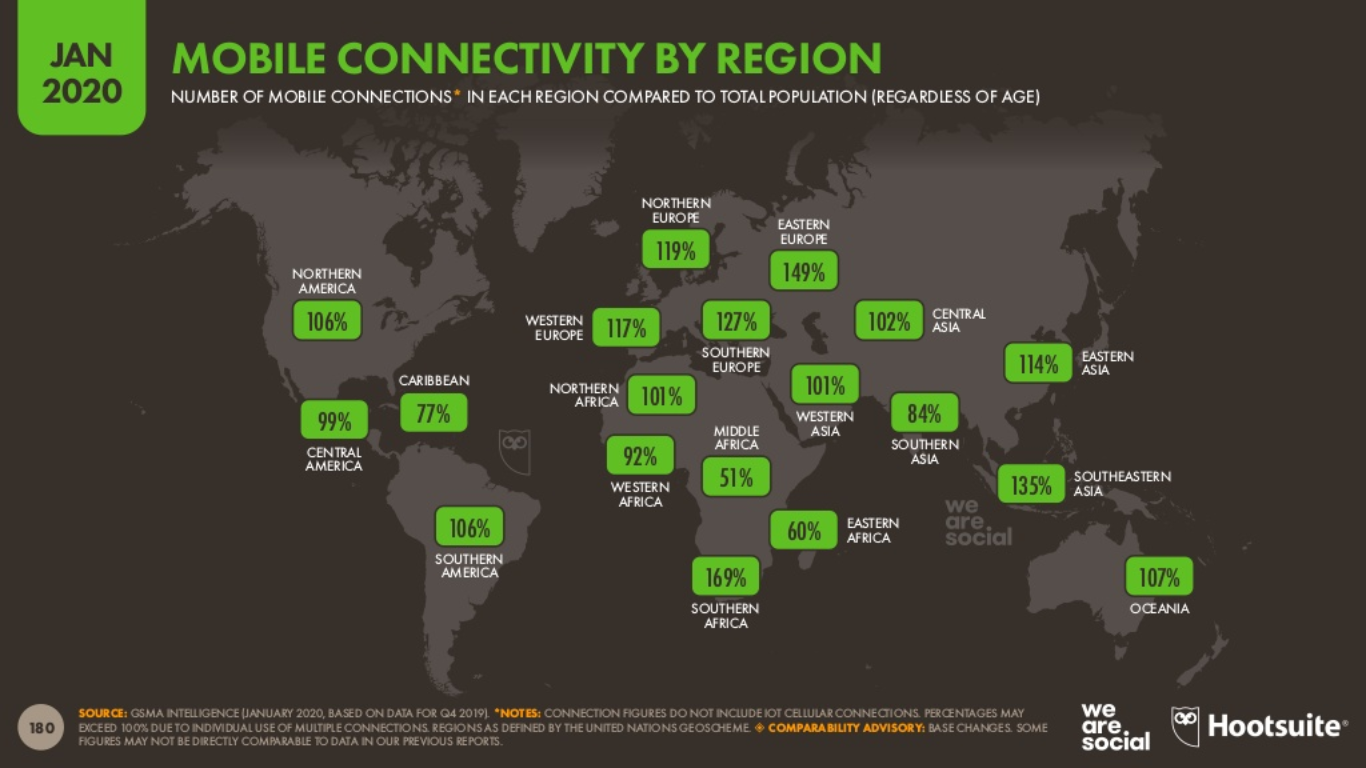 JAN
2020
MOBILE CONNECTIVITY BY REGION
NUMBER OF MOBILE CONNECTIONS* IN EACH REGION COMPARED TO TOTAL POPULATION (REGARDLESS OF AGE)
NORTHERN
EUROPE
119%
EASTERN
EUROPE
149%
NORTHERN
AMERICA
106%
WESTERN
EUROPE
117%
127%
SOUTHERN
EUROPE
102%
CENTRAL
ASIA
114%
EASTERN
ASIA
CARIBBEAN
77%
NORTHERN
AFRICA
101%
101%
WESTERN
ASIA
84%
SOUTHERN
ASIA
99%
CENTRAL
AMERICA
92%
WESTERN
AFRICA
MIDDLE
AFRICA
51%
135%
SOUTHEASTERN
ASIA
we
are
social
106%
SOUTHERN
AMERICA
60%
EASTERN
AFRICA
169%
SOUTHERN
AFRICA
107%
OCEANIA
180
SOURCE: GSMA INTELLIGENCE (JANUARY 2020, BASED ON DATA FOR Q4 2019). *NOTES: CONNECTION FIGURES DO NOT INCLUDE IOT CELLULAR CONNECTIONS. PERCENTAGES MAY
EXCEED 100% DUE TO INDIVIDUAL USE OF MULTIPLE CONNECTIONS. REGIONS AS DEFINED BY THE UNITED NATIONS GEOSCHEME. COMPARABILITY ADVISORY: BASE CHANGES. SOME
FIGURES MAY NOT BE DIRECTLY COMPARABLE TO DATA IN OUR PREVIOUS REPORTS.
we
are
social
Hootsuite®